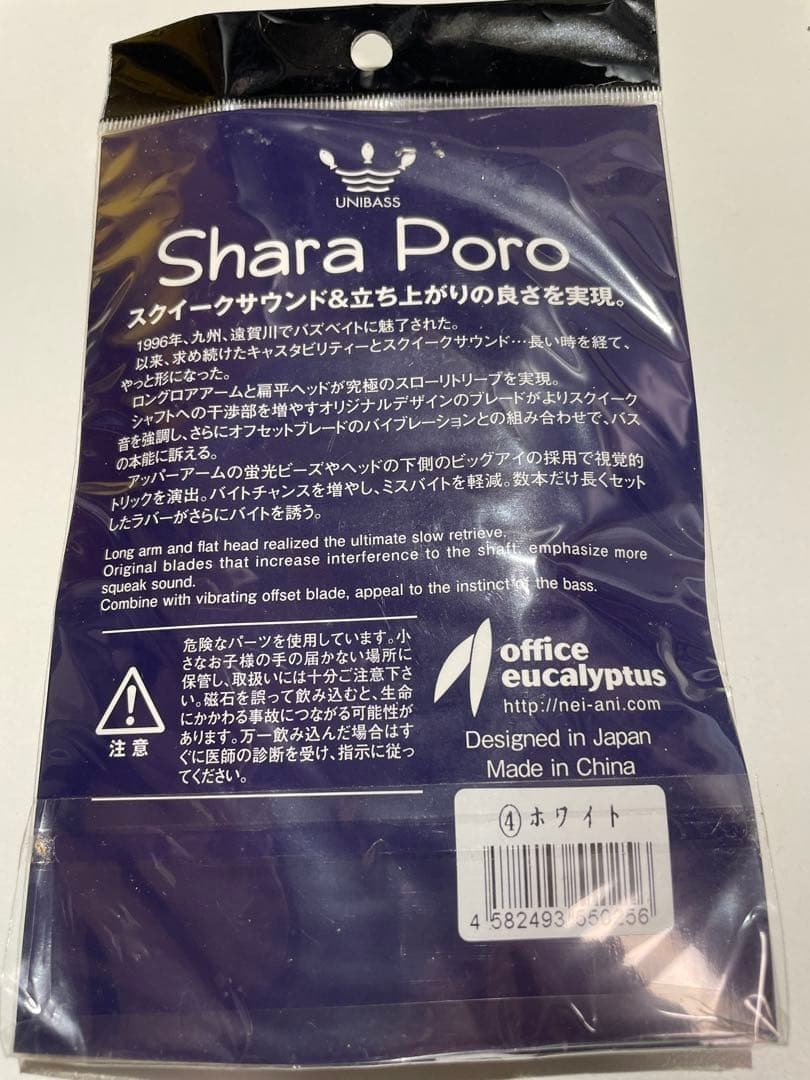 UNIBASS
Shara Poro
スクイークサウンド&立ち上がりの良さを実現。
1996年、九州、遠賀川でバズベイトに魅了された。
以来、求め続けたキャスタビリティーとスクイークサウンド…長い時を経て、
やっと形になった。
ロングロアアームと扁平ヘッドが究極のスローリトリーブを実現。
シャフトへの干渉部を増やすオリジナルデザインのブレードがよりスクイーク
音を強調し、さらにオフセットブレードのバイブレーションとの組み合わせで、バス
の本能に訴える。
アッパーアームの蛍光ビーズやヘッドの下側のビッグアイの採用で視覚的
トリックを演出。バイトチャンスを増やし、ミスバイトを軽減。数本だけ長くセット
したラバーがさらにバイトを誘う。
Long arm and flat head realized the ultimate slow retrieve.
Original blades that increase interference to the shaft, emphasize more
squeak sound.
Combine with vibrating offset blade, appeal to the instinct of the bass.
注意
危険なパーツを使用しています。小
さなお子様の手の届かない場所に
保管し、取扱いには十分ご注意下さ
い。磁石を誤って飲み込むと、生命
にかかわる事故につながる可能性が
あります。万一飲み込んだ場合はす
ぐに医師の診断を受け、指示に従っ
てください。
office
eucalyptus
http://nei-ani.com
Designed in Japan
Made in China
④ホワイト
4 582493 550256